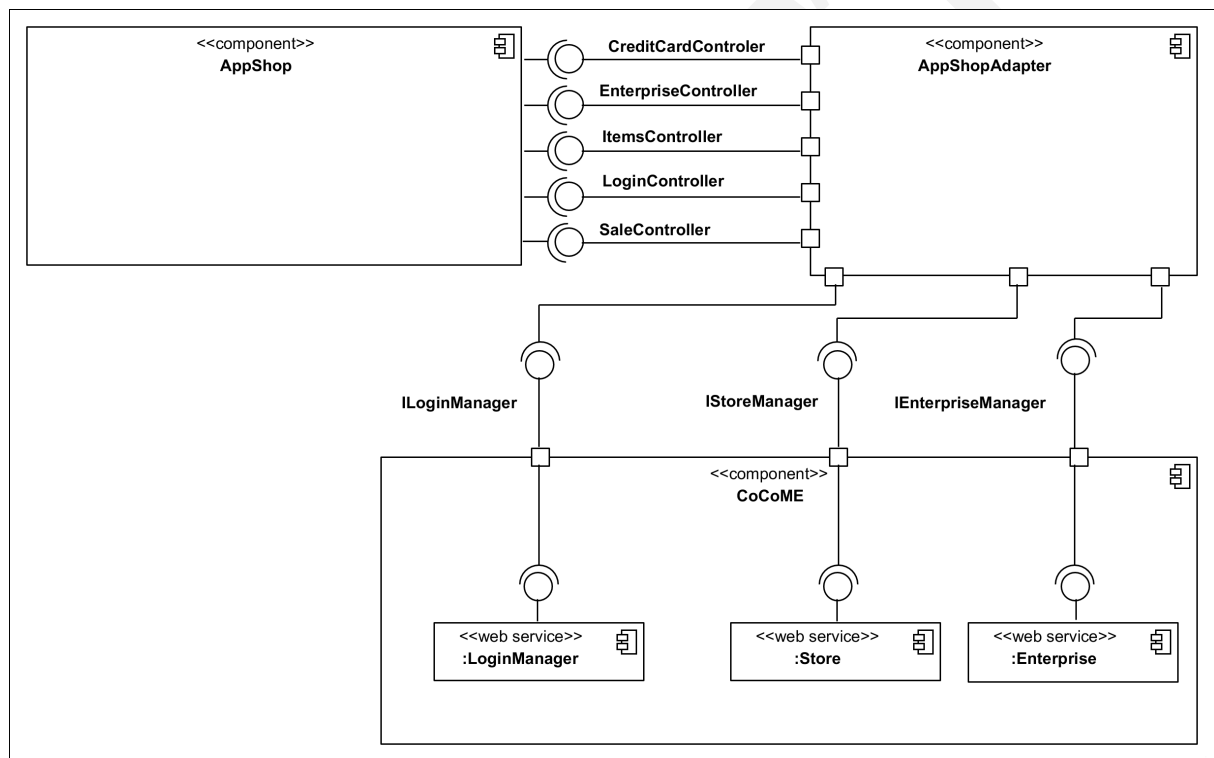 <<component>>
AppShop
CreditCardControler
EnterpriseController
ItemsController
LoginController
SaleController
<<component>>
AppShopAdapter
ILoginManager
IStoreManager
IEnterpriseManager
<<component>>
CoCoME
<<web service>>
:LoginManager
<<web service>>
:Store
<<web service>>
:Enterprise